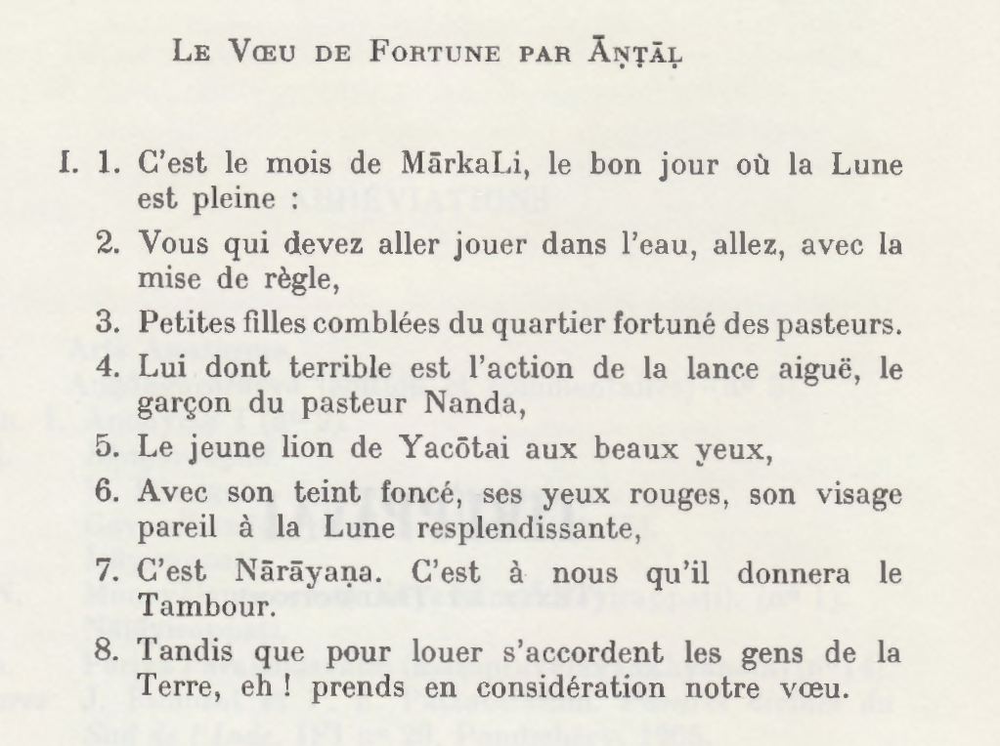 LE VŒU DE FORTUNE PAR ĀṆṬĀḶ
I. 1. C'est le mois de MārkaLi, le bon jour où la Lune
est pleine :
2. Vous qui devez aller jouer dans l'eau, allez, avec la
mise de règle,
3. Petites filles comblées du quartier fortuné des pasteurs.
4. Lui dont terrible est l'action de la lance aiguë, le
garçon du pasteur Nanda,
5. Le jeune lion de Yacōtai aux beaux yeux,
6. Avec son teint foncé, ses yeux rouges, son visage
pareil à la Lune resplendissante,
7. C'est Nārāyaṇa. C'est à nous qu'il donnera le
Tambour.
8. Tandis que pour louer s'accordent les gens de la
Terre, eh ! prends en considération notre vœu.